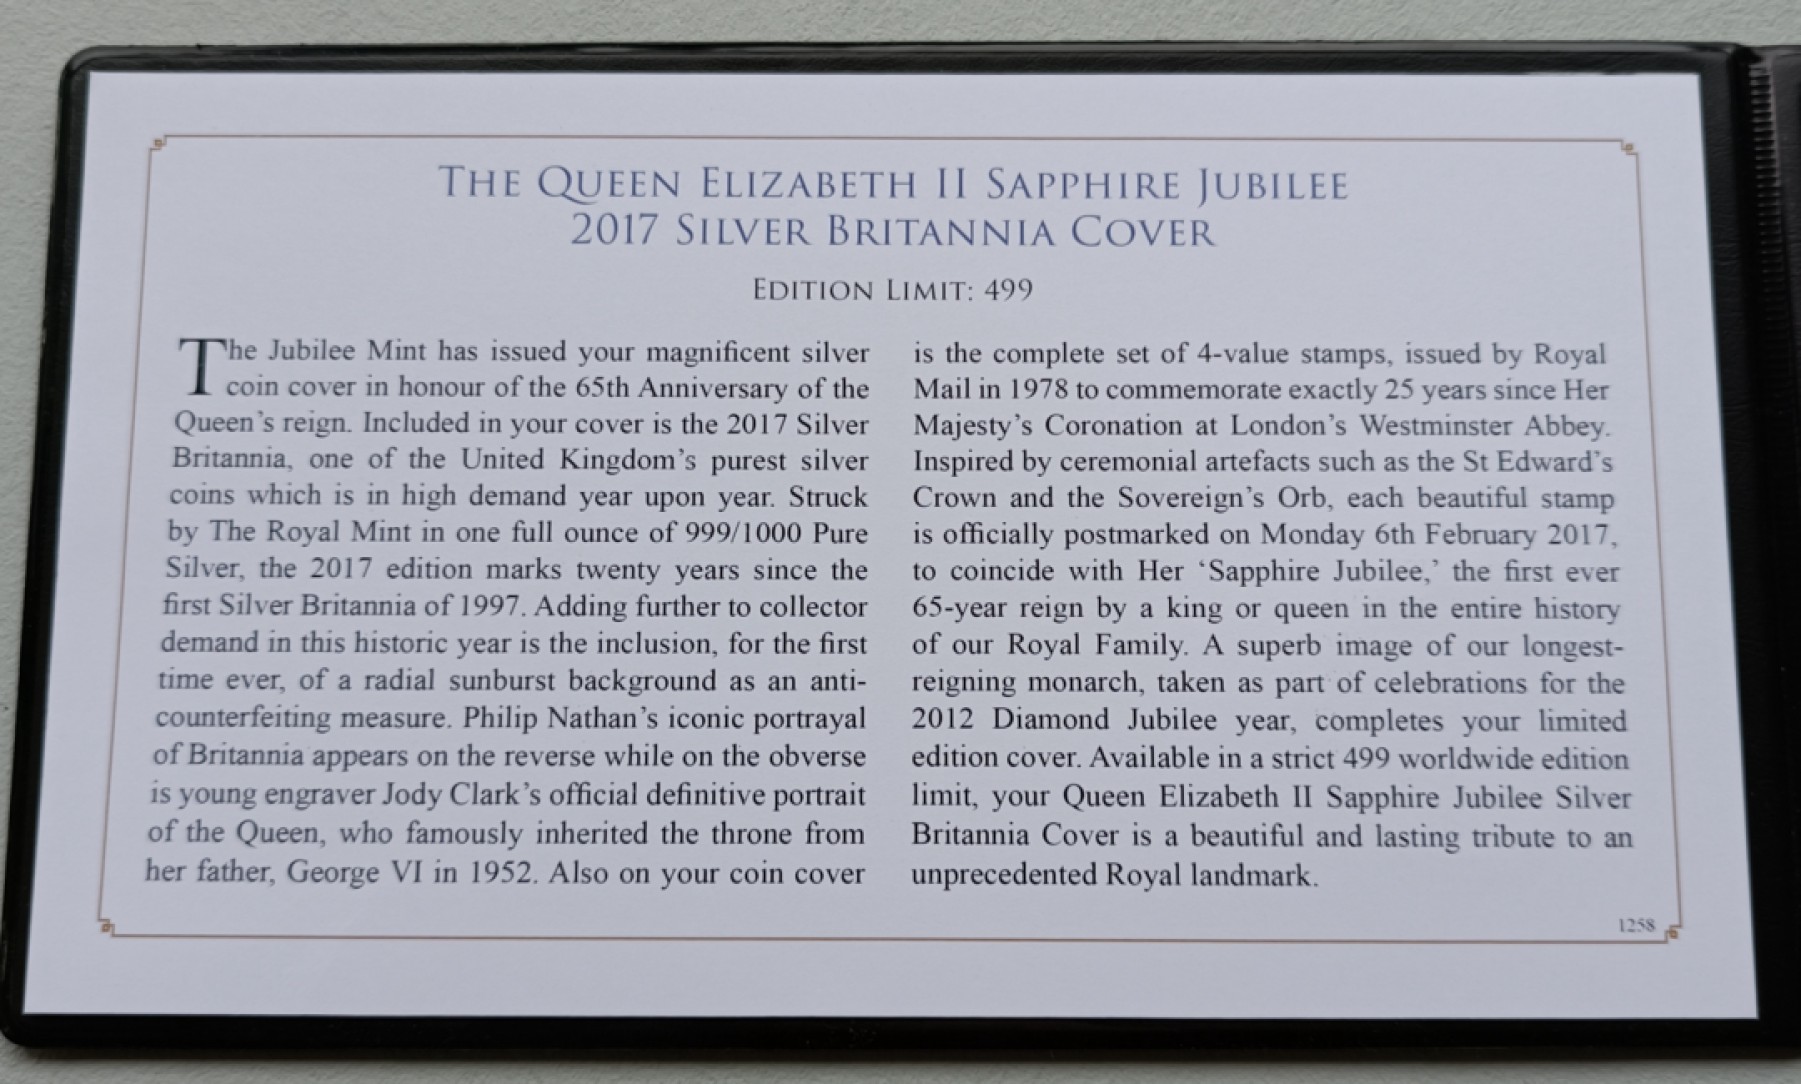 THE QUEEN ELIZABETH II SAPPHIRE JUBILEE
2017 SILVER BRITANNIA COVER
EDITION LIMIT: 499
The Jubilee Mint has issued your magnificent silver
coin cover in honour of the 65th Anniversary of the
Queen's reign. Included in your cover is the 2017 Silver
Britannia, one of the United Kingdom's purest silver
coins which is in high demand year upon year. Struck
by The Royal Mint in one full ounce of 999/1000 Pure
Silver, the 2017 edition marks twenty years since the
first Silver Britannia of 1997. Adding further to collector
demand in this historic year is the inclusion, for the first
time ever, of a radial sunburst background as an anti-
counterfeiting measure. Philip Nathan's iconic portrayal
of Britannia appears on the reverse while on the obverse
is young engraver Jody Clark's official definitive portrait
of the Queen, who famously inherited the throne from
her father, George VI in 1952. Also on your coin cover
is the complete set of 4-value stamps, issued by Royal
Mail in 1978 to commemorate exactly 25 years since Her
Majesty's Coronation at London's Westminster Abbey.
Inspired by ceremonial artefacts such as the St Edward's
Crown and the Sovereign's Orb, each beautiful stamp
is officially postmarked on Monday 6th February 2017,
to coincide with Her 'Sapphire Jubilee,' the first ever
65-year reign by a king or queen in the entire history
of our Royal Family. A superb image of our longest-
reigning monarch, taken as part of celebrations for the
2012 Diamond Jubilee year, completes your limited
edition cover. Available in a strict 499 worldwide edition
limit, your Queen Elizabeth II Sapphire Jubilee Silver
Britannia Cover is a beautiful and lasting tribute to an
unprecedented Royal landmark.
1258